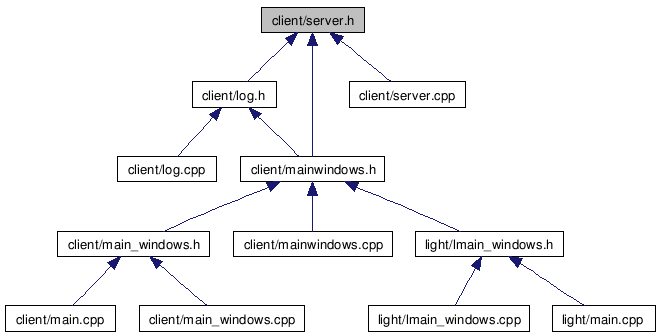 client/server.h
client/log.h
client/server.cpp
client/log.cpp
client/mainwindows.h
client/main_windows.h
client/mainwindows.cpp
light/lmain_windows.h
client/main.cpp
client/main_windows.cpp
light/lmain_windows.cpp
light/main.cpp